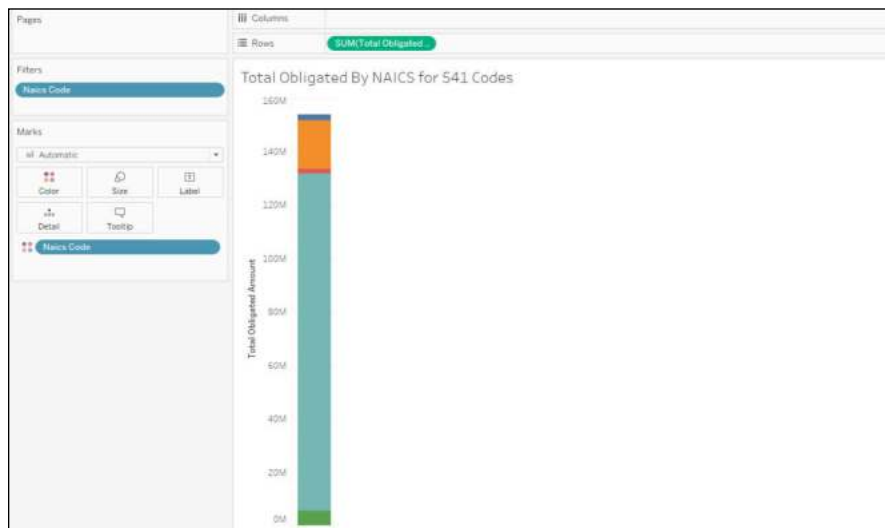 Pages
Columns
Rows
SUM(Total Obligated ..
Filters
Naics Code
Marks
Automatic
Color
Size
Label
Detail
Tooltip
Naics Code
Total Obligated By NAICS for 541 Codes
160M
140M
120M
100M
80M
60M
40M
20M
0M
Total Obligated Amount